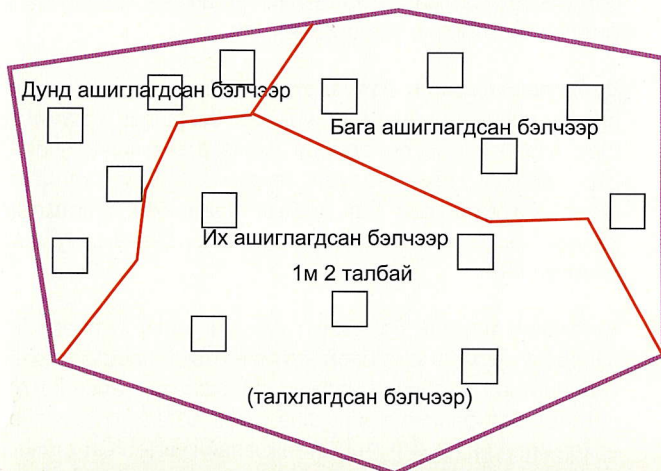 Дунд ашиглагдсан бэлчээр
Бага ашиглагдсан бэлчээр
Их ашиглагдсан бэлчээр
1м 2 талбай
(талхлагдсан бэлчээр)